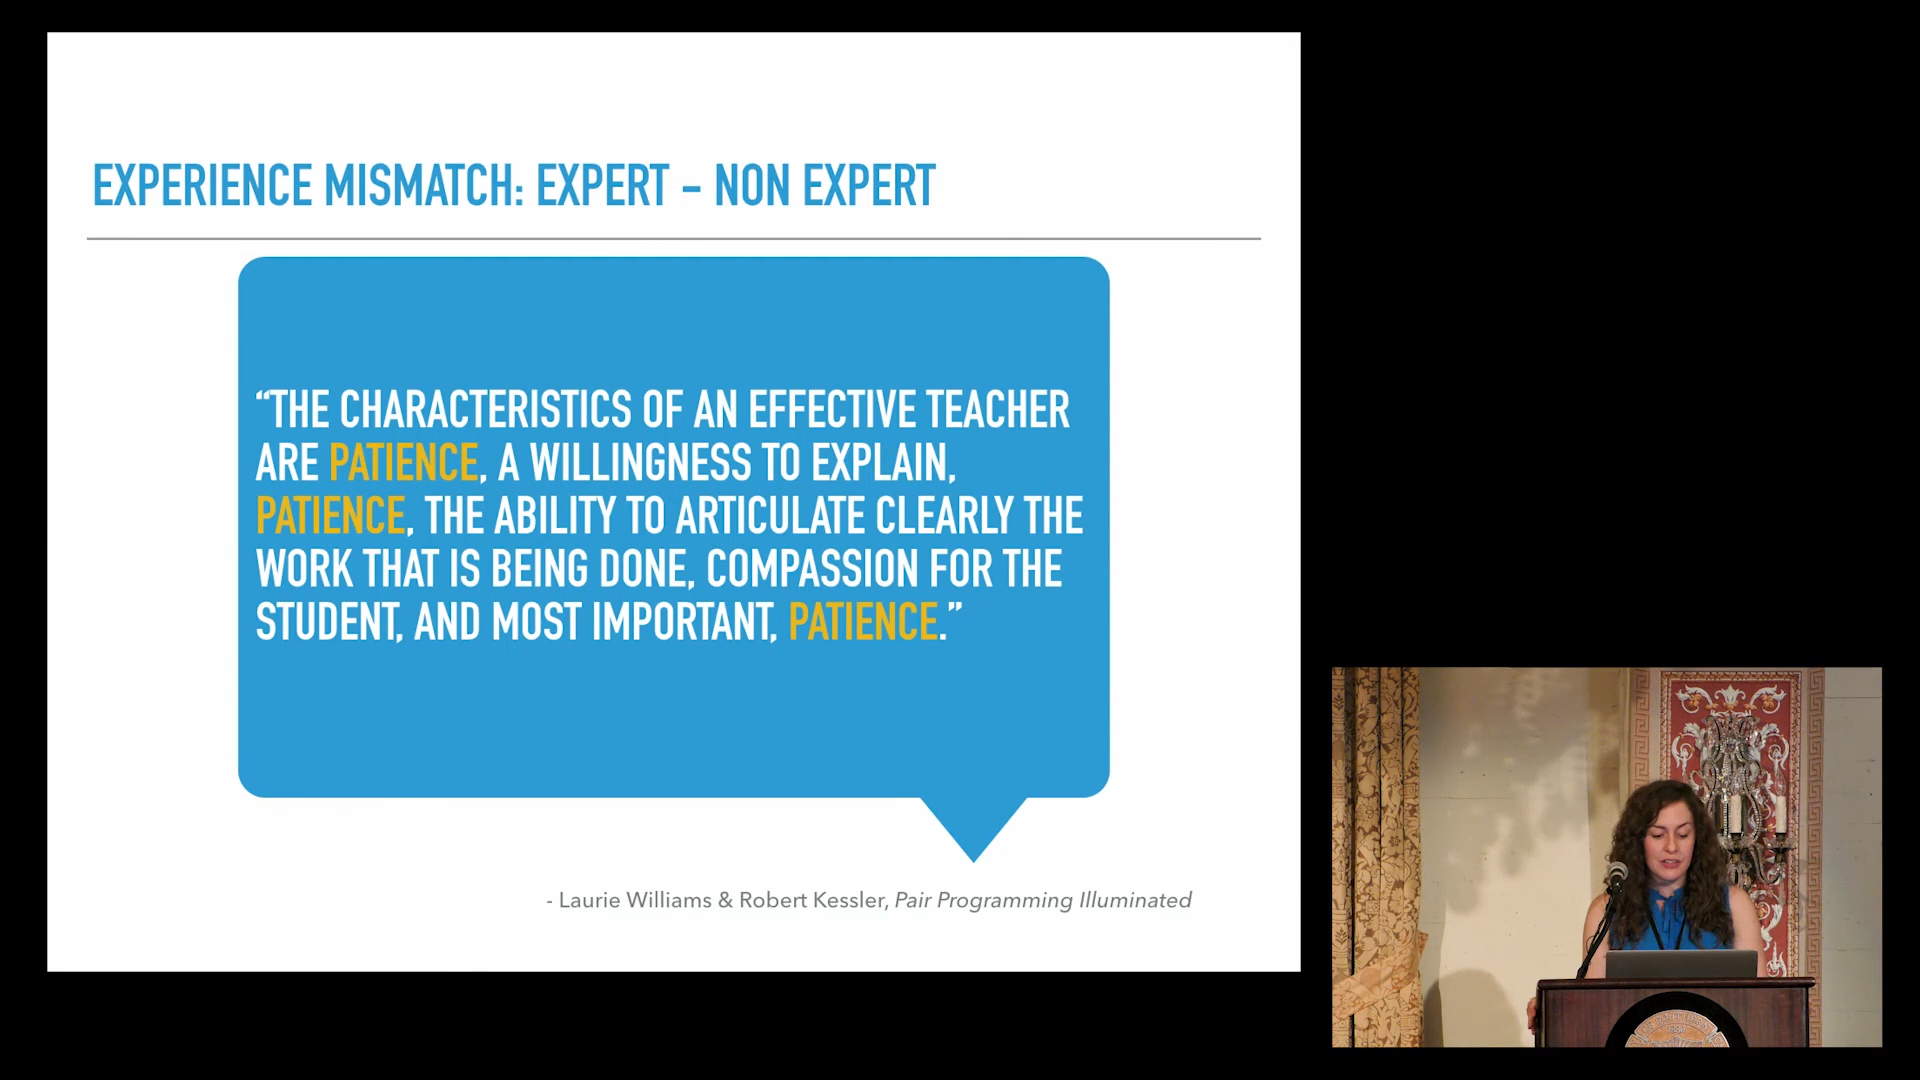 EXPERIENCE MISMATCH: EXPERT – NON EXPERT
“THE CHARACTERISTICS OF AN EFFECTIVE TEACHER
ARE PATIENCE, A WILLINGNESS TO EXPLAIN,
PATIENCE, THE ABILITY TO ARTICULATE CLEARLY THE
WORK THAT IS BEING DONE, COMPASSION FOR THE
STUDENT, AND MOST IMPORTANT, PATIENCE.”
- Laurie Williams & Robert Kessler, Pair Programming Illuminated